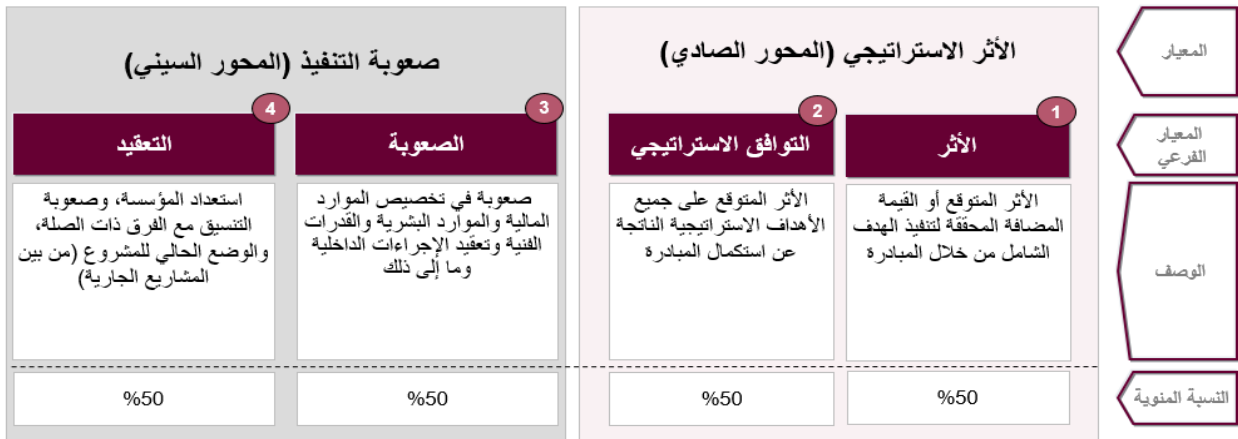 المعيار
الأثر الاستراتيجي (المحور الصادي)
صعوبة التنفيذ (المحور السيني)
المعيار
الفرعي
1
الأثر
2
التوافق الاستراتيجي
3
الصعوبة
4
التعقيد
الوصف
الأثر المتوقع أو القيمة
المضافة المحققة لتنفيذ الهدف
الشامل من خلال المبادرة
الأثر المتوقع على جميع
الأهداف الاستراتيجية الناتجة
عن استكمال المبادرة
صعوبة في تخصيص الموارد
المالية والموارد البشرية والقدرات
الفنية وتعقيد الإجراءات الداخلية
وما إلى ذلك
استعداد المؤسسة، وصعوبة
التنسيق مع الفرق ذات الصلة،
والوضع الحالي للمشروع (من بين
المشاريع الجارية)
النسبة المئوية
%50
%50
%50
%50